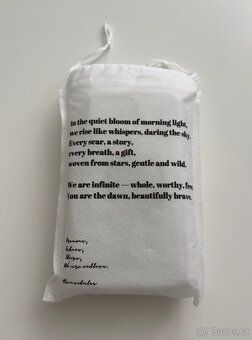 In the quiet bloom of morning light,
we rise like whispers, daring the sky.
Every scar, a story,
every breath, a gift,
woven from stars, gentle and wild.
We are infinite — whole, worthy, free.
You are the dawn, beautifully brave.
Bazos.cz